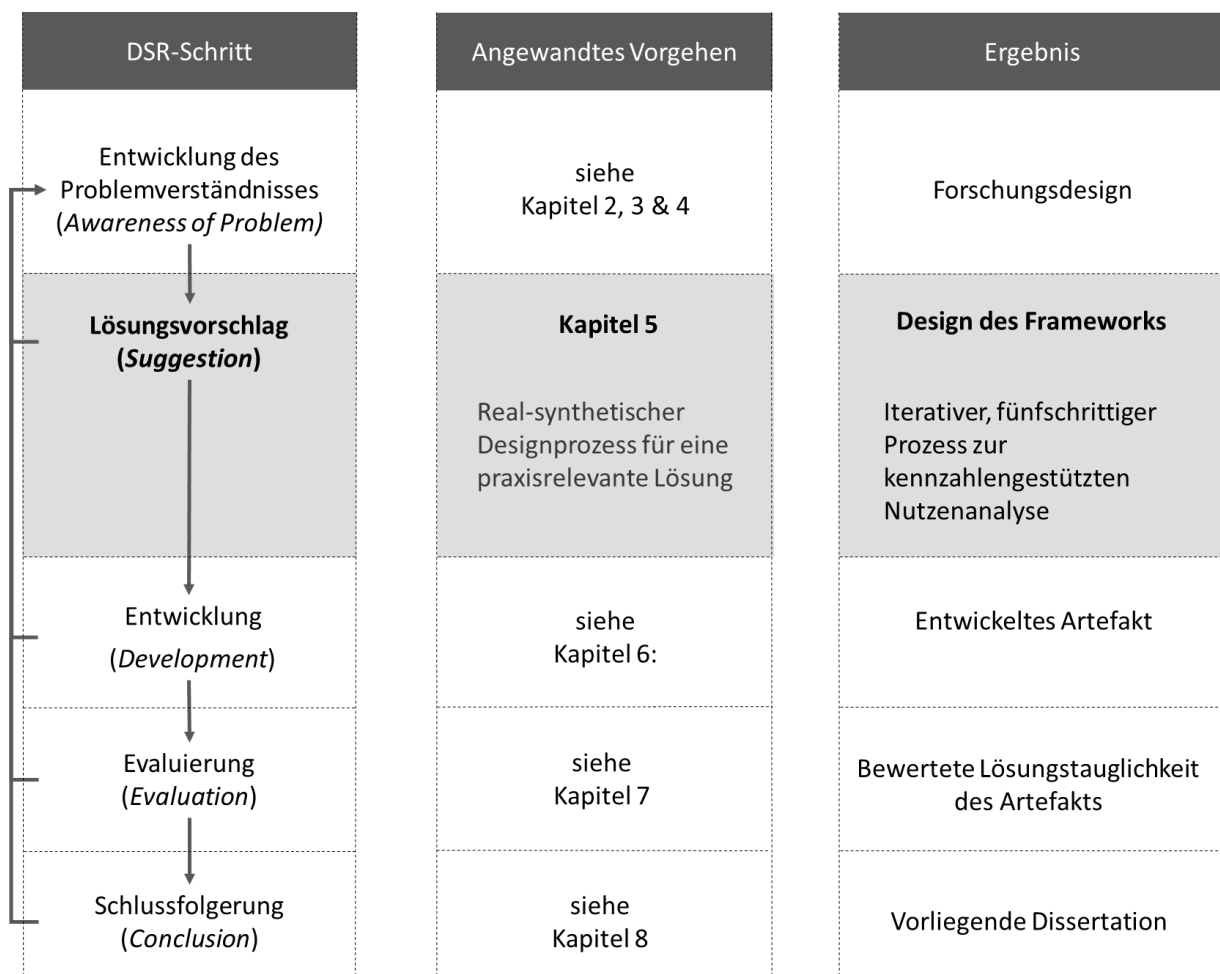 DSR-Schritt
Angewandtes Vorgehen
Ergebnis
Entwicklung des
Problemverständnisses
(Awareness of Problem)
siehe
Kapitel 2, 3 & 4
Forschungsdesign
Lösungsvorschlag
(Suggestion)
Kapitel 5
Real-synthetischer
Designprozess für eine
praxisrelevante Lösung
Design des Frameworks
Iterativer, fünfschrittiger
Prozess zur
kennzahlengestützten
Nutzenanalyse
Entwicklung
(Development)
siehe
Kapitel 6:
Entwickeltes Artefakt
Evaluierung
(Evaluation)
siehe
Kapitel 7
Bewertete Lösungstauglichkeit
des Artefakts
Schlussfolgerung
(Conclusion)
siehe
Kapitel 8
Vorliegende Dissertation